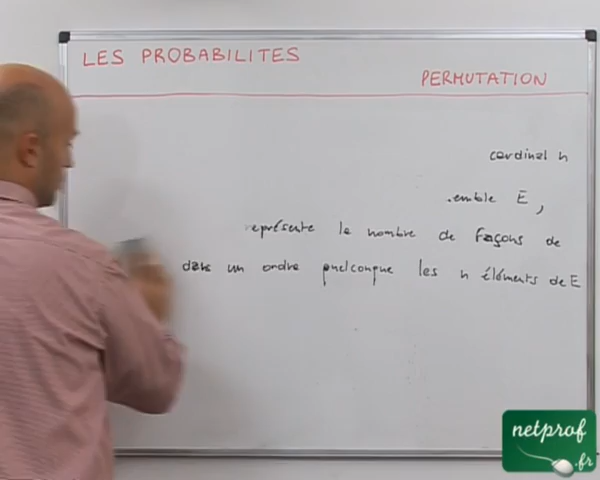 LES PROBABILITES
PERMUTATION
cardinal n
emble E,
représente le nombre de façons de
dans un ordre quelconque les n éléments de E
netprof
.fr